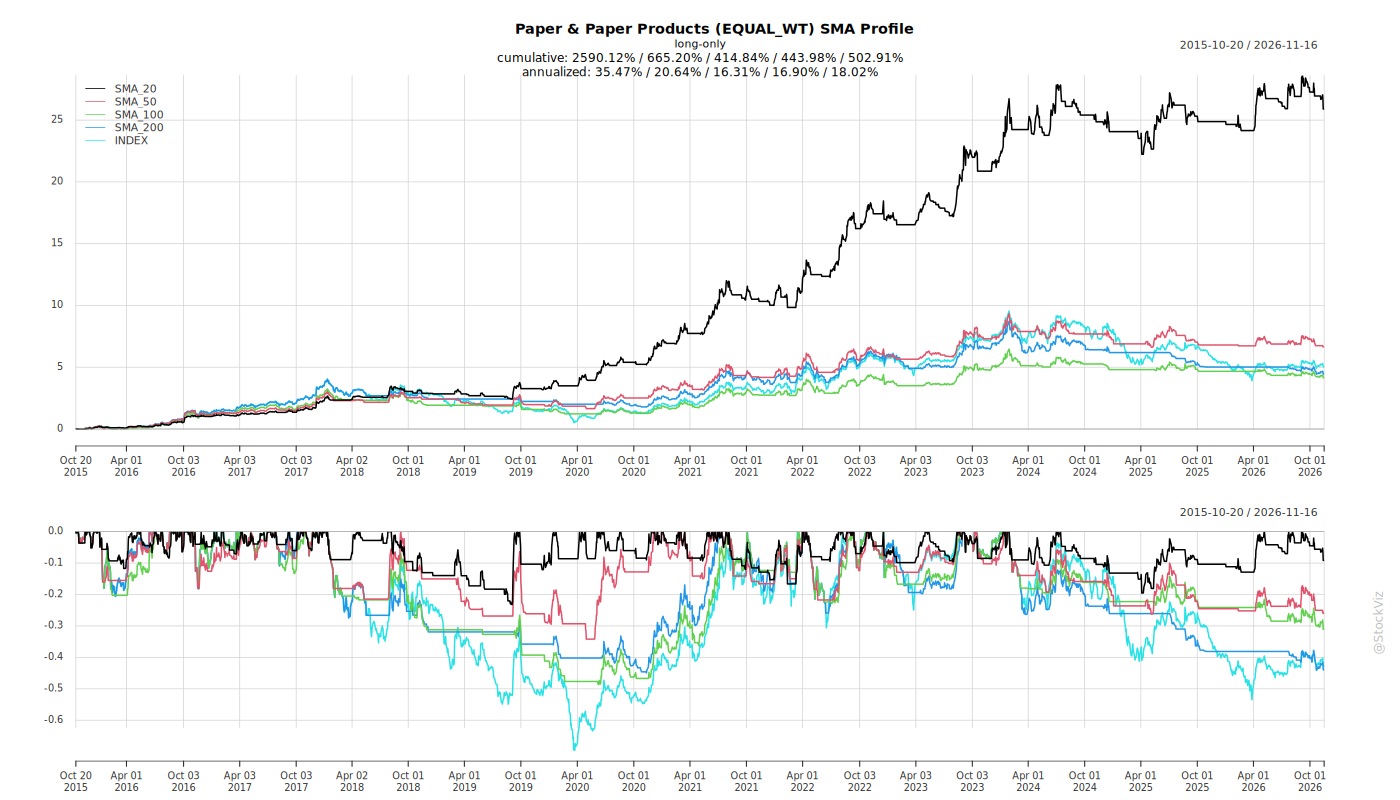 Paper & Paper Products (EQUAL_WT) SMA Profile
long-only
cumulative: 2590.12% / 665.20% / 414.84% / 443.98% / 502.91%
annualized: 35.47% / 20.64% / 16.31% / 16.90% / 18.02%
2015-10-20 / 2026-11-16
SMA_20
SMA_50
SMA_100
SMA_200
INDEX
25
20
15
10
5
0
Oct 20 Apr 01 Oct 03 Apr 03 Oct 03 Apr 02 Oct 01 Apr 01 Oct 01 Apr 01 Oct 01 Apr 01 Oct 01 Apr 01 Oct 03 Apr 03 Oct 03 Apr 01 Oct 01 Apr 01 Oct 01 Apr 01 Oct 01
2015 2016 2016 2017 2017 2018 2018 2019 2019 2020 2020 2021 2021 2022 2022 2023 2023 2024 2024 2025 2025 2026 2026
2015-10-20 / 2026-11-16
0.0
-0.1
-0.2
-0.3
-0.4
-0.5
-0.6
Oct 20 Apr 01 Oct 03 Apr 03 Oct 03 Apr 02 Oct 01 Apr 01 Oct 01 Apr 01 Oct 01 Apr 01 Oct 01 Apr 01 Oct 03 Apr 03 Oct 03 Apr 01 Oct 01 Apr 01 Oct 01 Apr 01 Oct 01
2015 2016 2016 2017 2017 2018 2018 2019 2019 2020 2020 2021 2021 2022 2022 2023 2023 2024 2024 2025 2025 2026 2026
@StockViz